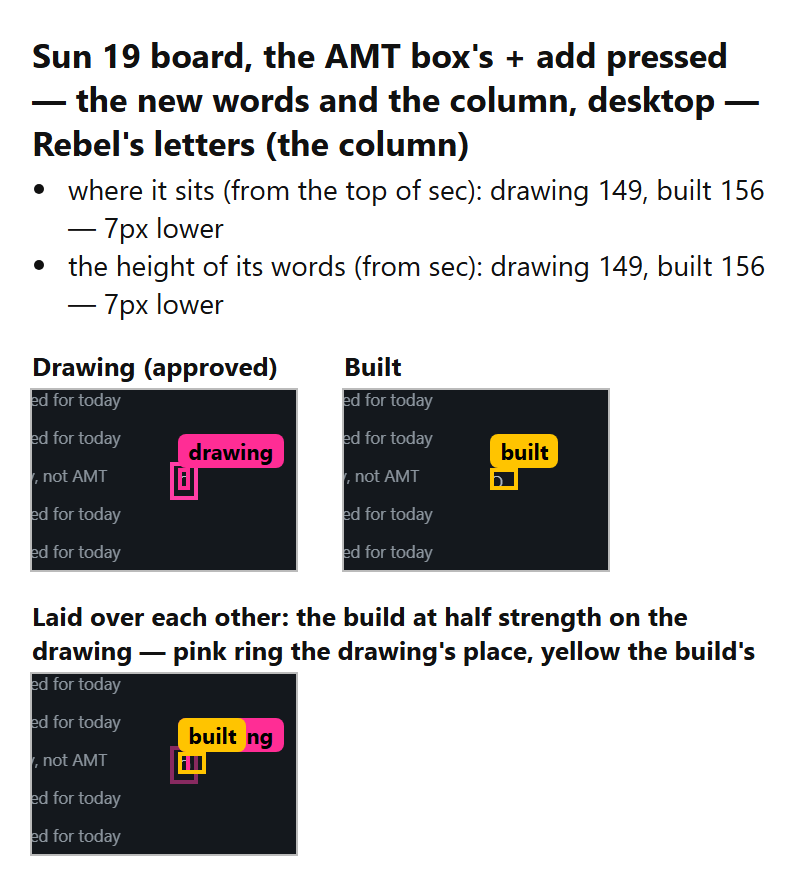 Sun 19 board, the AMT box's + add pressed
— the new words and the column, desktop —
Rebel's letters (the column)
• where it sits (from the top of sec): drawing 149, built 156
— 7px lower
• the height of its words (from sec): drawing 149, built 156
— 7px lower
Drawing (approved) Built
ed for today ed for today
ed for today ed for today
drawing built
, not AMT , not AMT
ed for today ed for today
ed for today ed for today
Laid over each other: the build at half strength on the
drawing — pink ring the drawing's place, yellow the build's
ed for today
ed for today
built ng
, not AMT
ed for today
ed for today